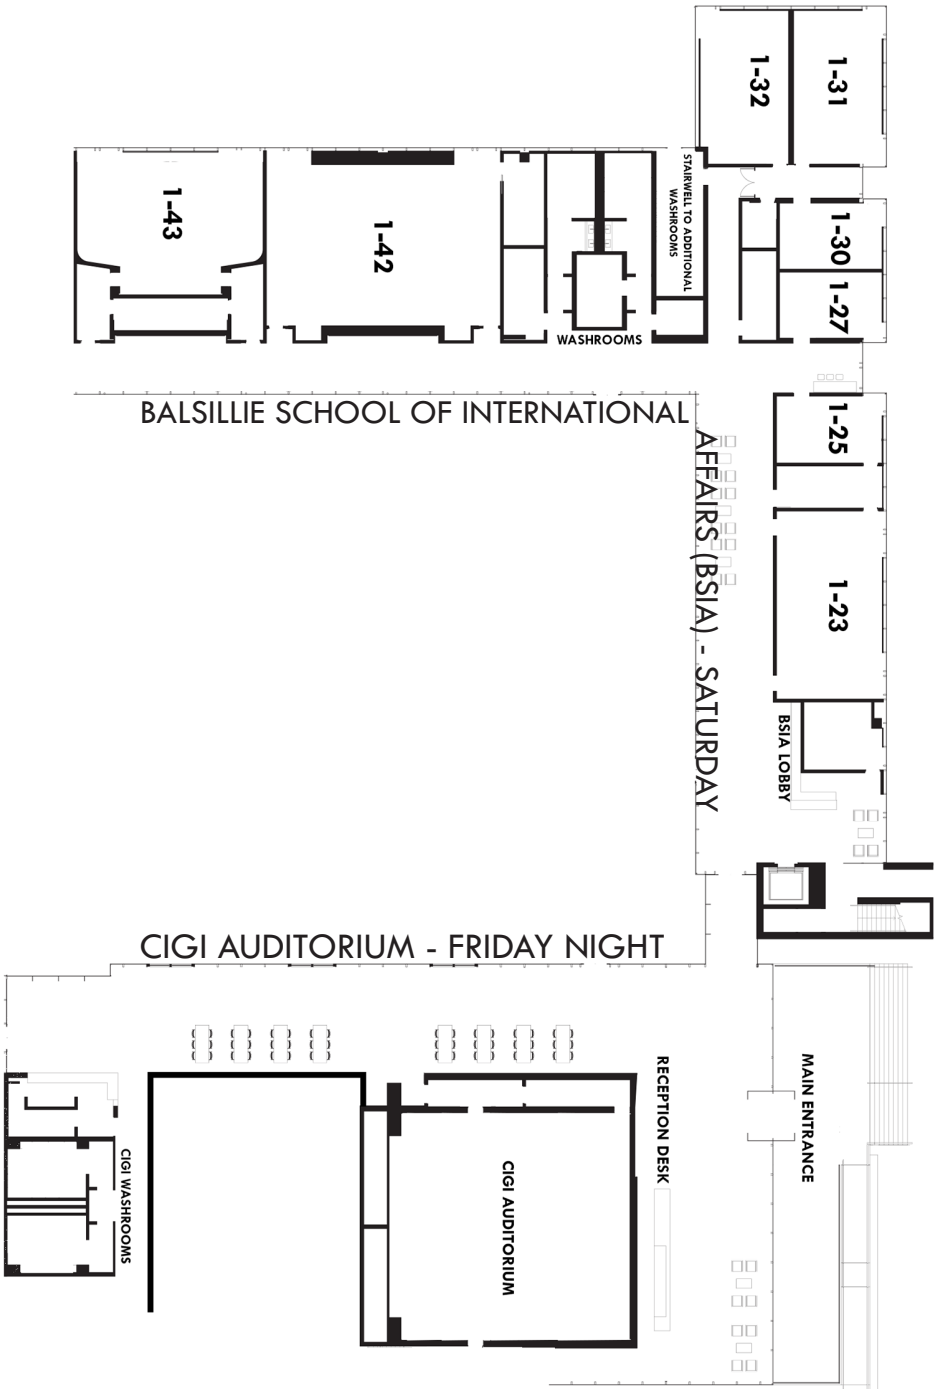 1-32
1-31
STAIRWELL TO ADDITIONAL
WASHROOMS
1-43
1-42
1-30
1-27
WASHROOMS
BALSILLIE SCHOOL OF INTERNATIONAL
AFFAIRS (BSIA) - SATURDAY
1-25
1-23
BSIA LOBBY
CIGI AUDITORIUM - FRIDAY NIGHT
RECEPTION DESK
MAIN ENTRANCE
CIGI WASHROOMS
CIGI AUDITORIUM